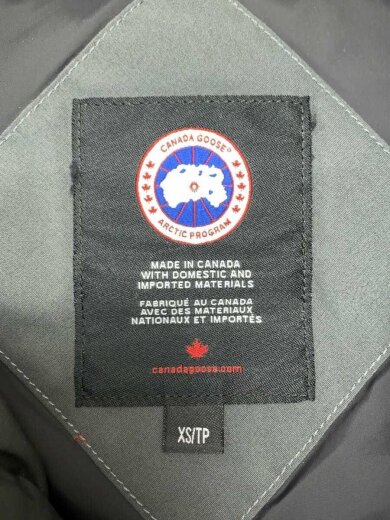 CANADA GOOSE®
ARCTIC PROGRAM
MADE IN CANADA
WITH DOMESTIC AND
IMPORTED MATERIALS
FABRIQUÉ AU CANADA
AVEC DES MATERIAUX
NATIONAUX ET IMPORTÉS
canadagoose.com
XS/TP